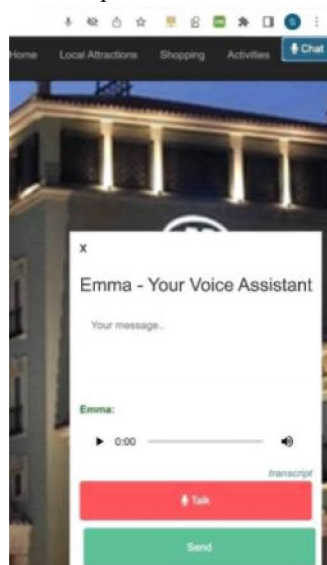 Home Local Attractions Shopping Activities Chat
X
Emma - Your Voice Assistant
Your message..
Emma:
0:00
transcript
Talk
Send